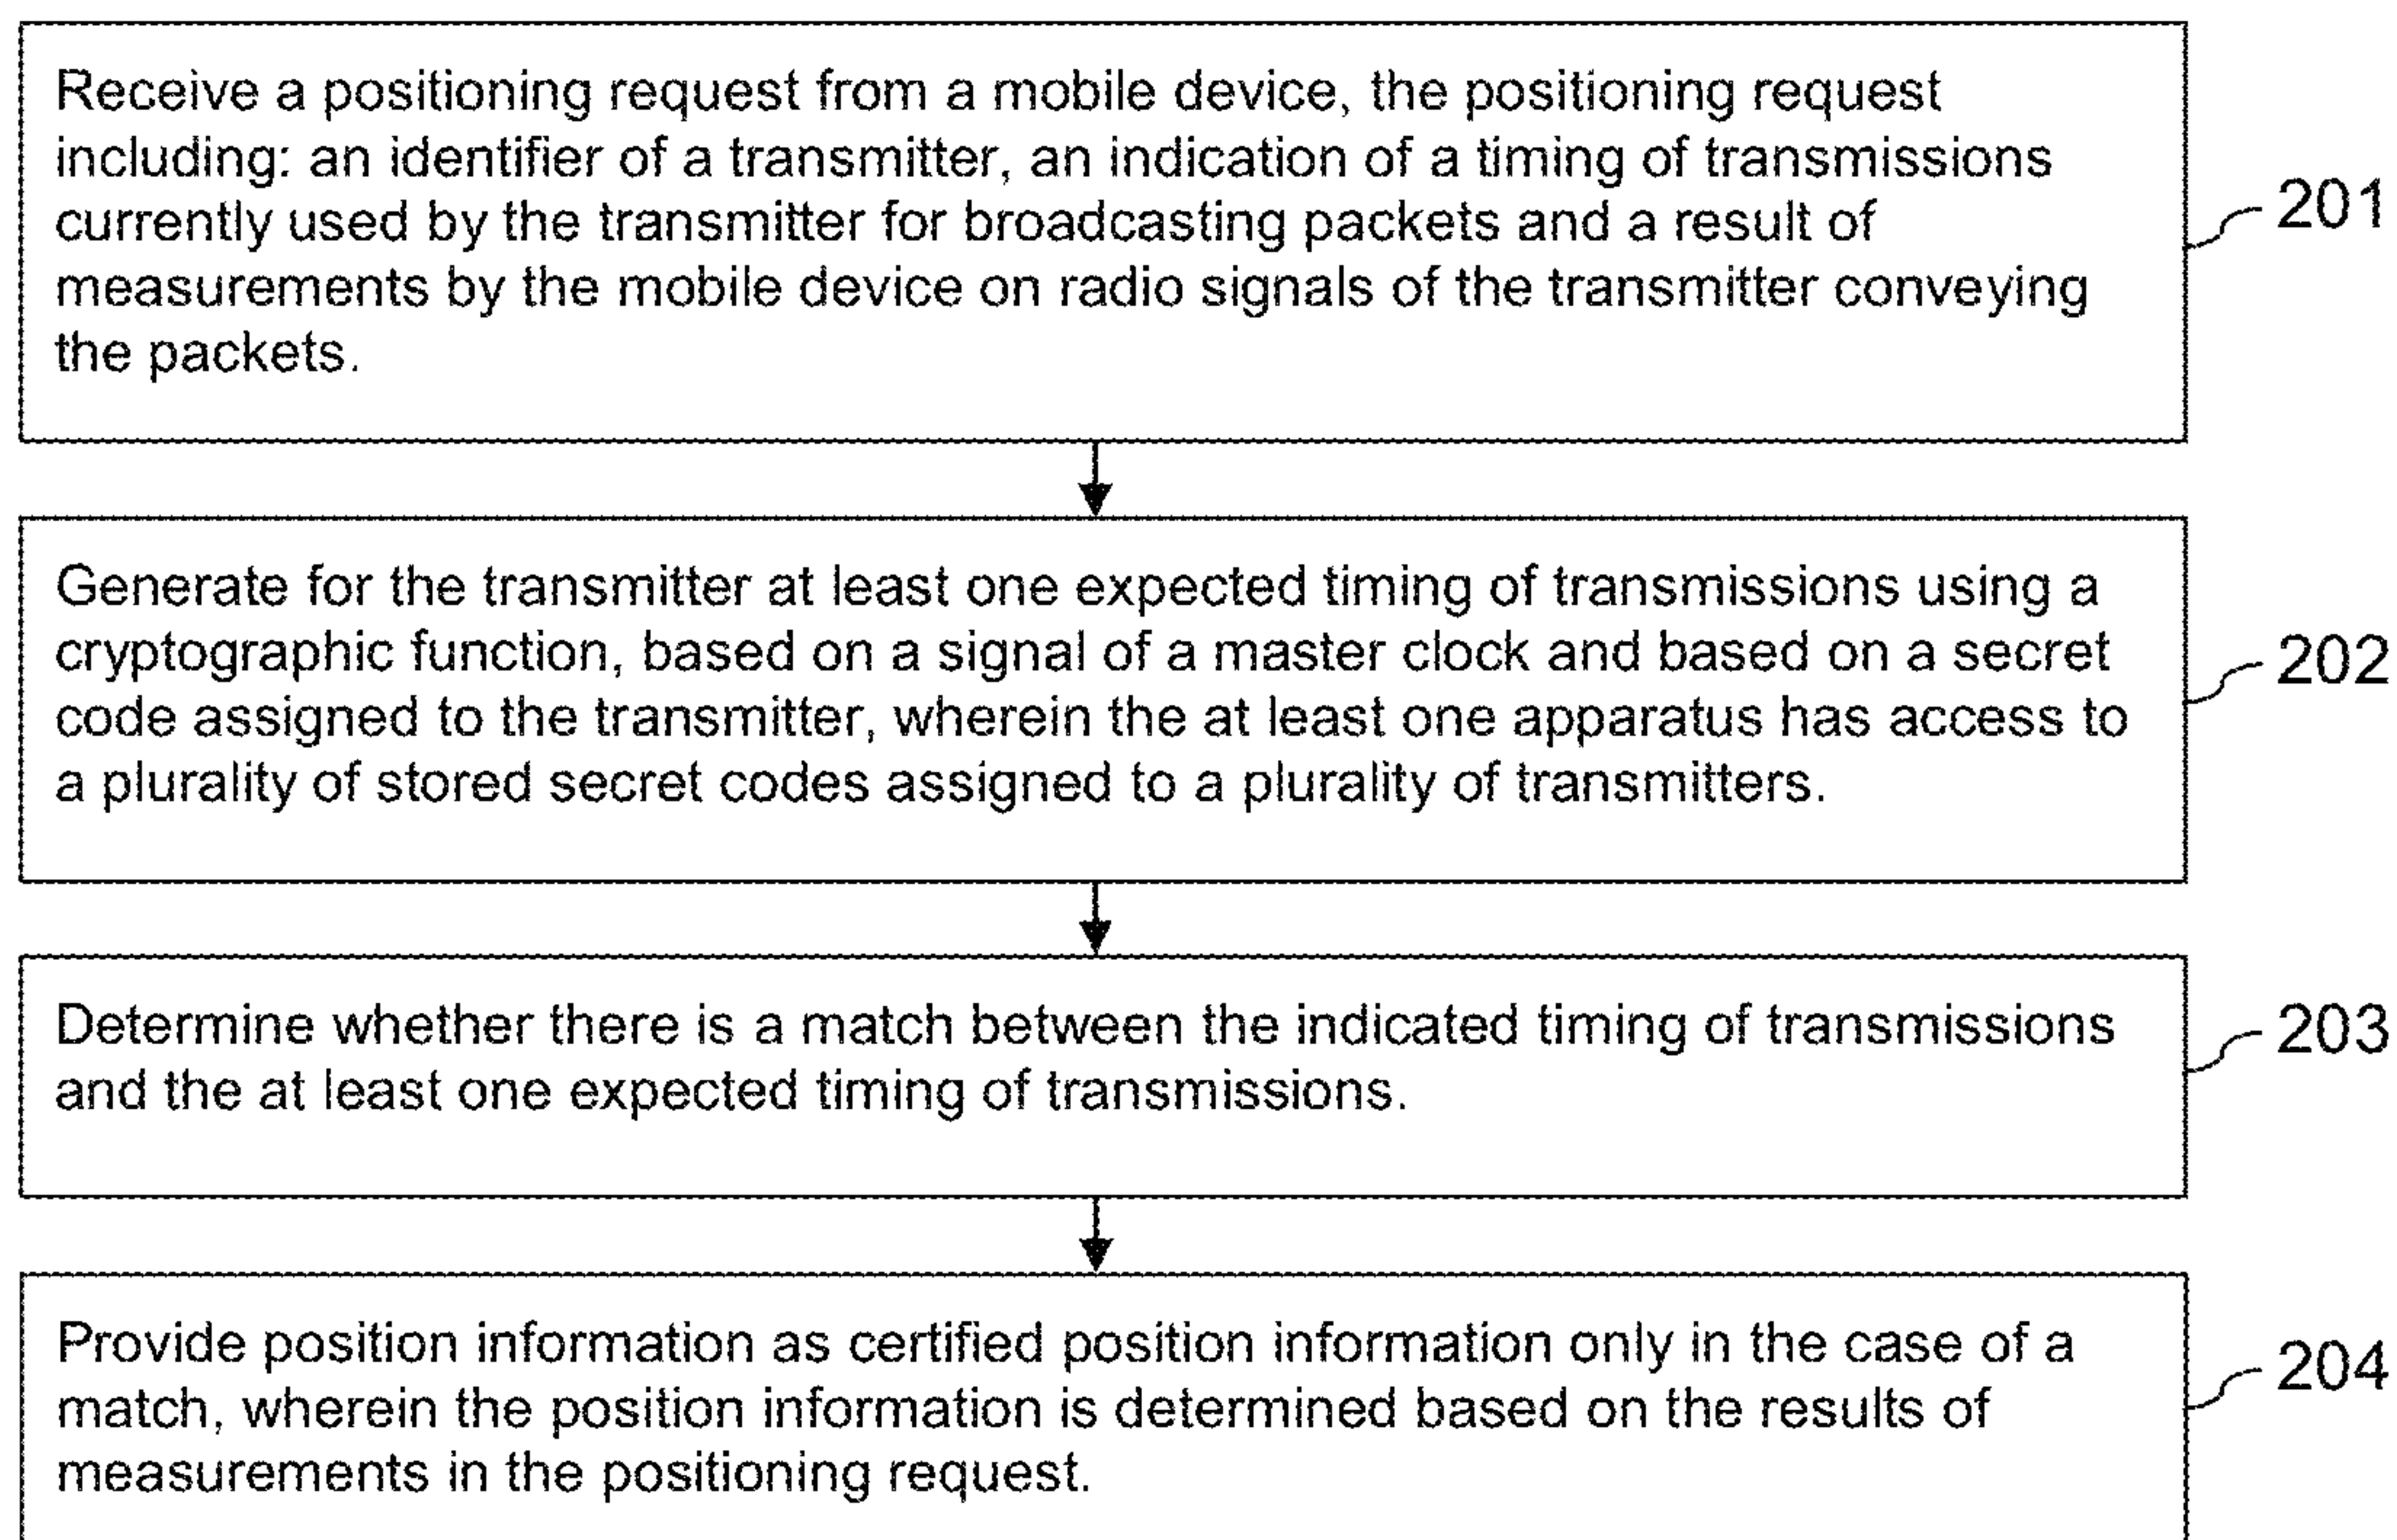 Receive a positioning request from a mobile device, the positioning request
including: an identifier of a transmitter, an indication of a timing of transmissions
currently used by the transmitter for broadcasting packets and a result of
measurements by the mobile device on radio signals of the transmitter conveying
the packets.
201
Generate for the transmitter at least one expected timing of transmissions using a
cryptographic function, based on a signal of a master clock and based on a secret
code assigned to the transmitter, wherein the at least one apparatus has access to
a plurality of stored secret codes assigned to a plurality of transmitters.
202
Determine whether there is a match between the indicated timing of transmissions
and the at least one expected timing of transmissions.
203
Provide position information as certified position information only in the case of a
match, wherein the position information is determined based on the results of
measurements in the positioning request.
204